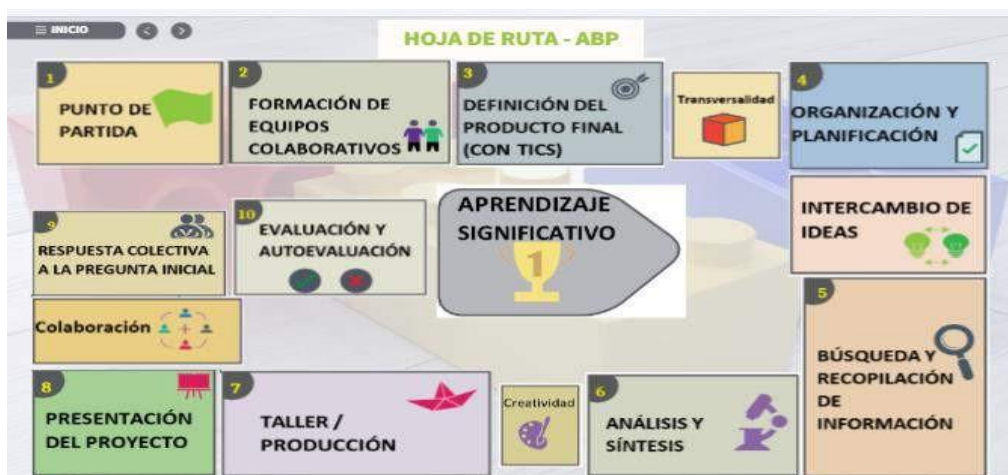 INICIO
HOJA DE RUTA - ABP
1
PUNTO DE
PARTIDA
2
FORMACIÓN DE
EQUIPOS
COLABORATIVOS
3
DEFINICIÓN DEL
PRODUCTO FINAL
(CON TICS)
Transversalidad
4
ORGANIZACIÓN Y
PLANIFICACIÓN
INTERCAMBIO DE
IDEAS
5
BÚSQUEDA Y
RECOPILACIÓN
DE
INFORMACIÓN
6
ANÁLISIS Y
SÍNTESIS
Creatividad
7
TALLER /
PRODUCCIÓN
8
PRESENTACIÓN
DEL PROYECTO
Colaboración
9
RESPUESTA COLECTIVA
A LA PREGUNTA INICIAL
10
EVALUACIÓN Y
AUTOEVALUACIÓN
APRENDIZAJE
SIGNIFICATIVO
1